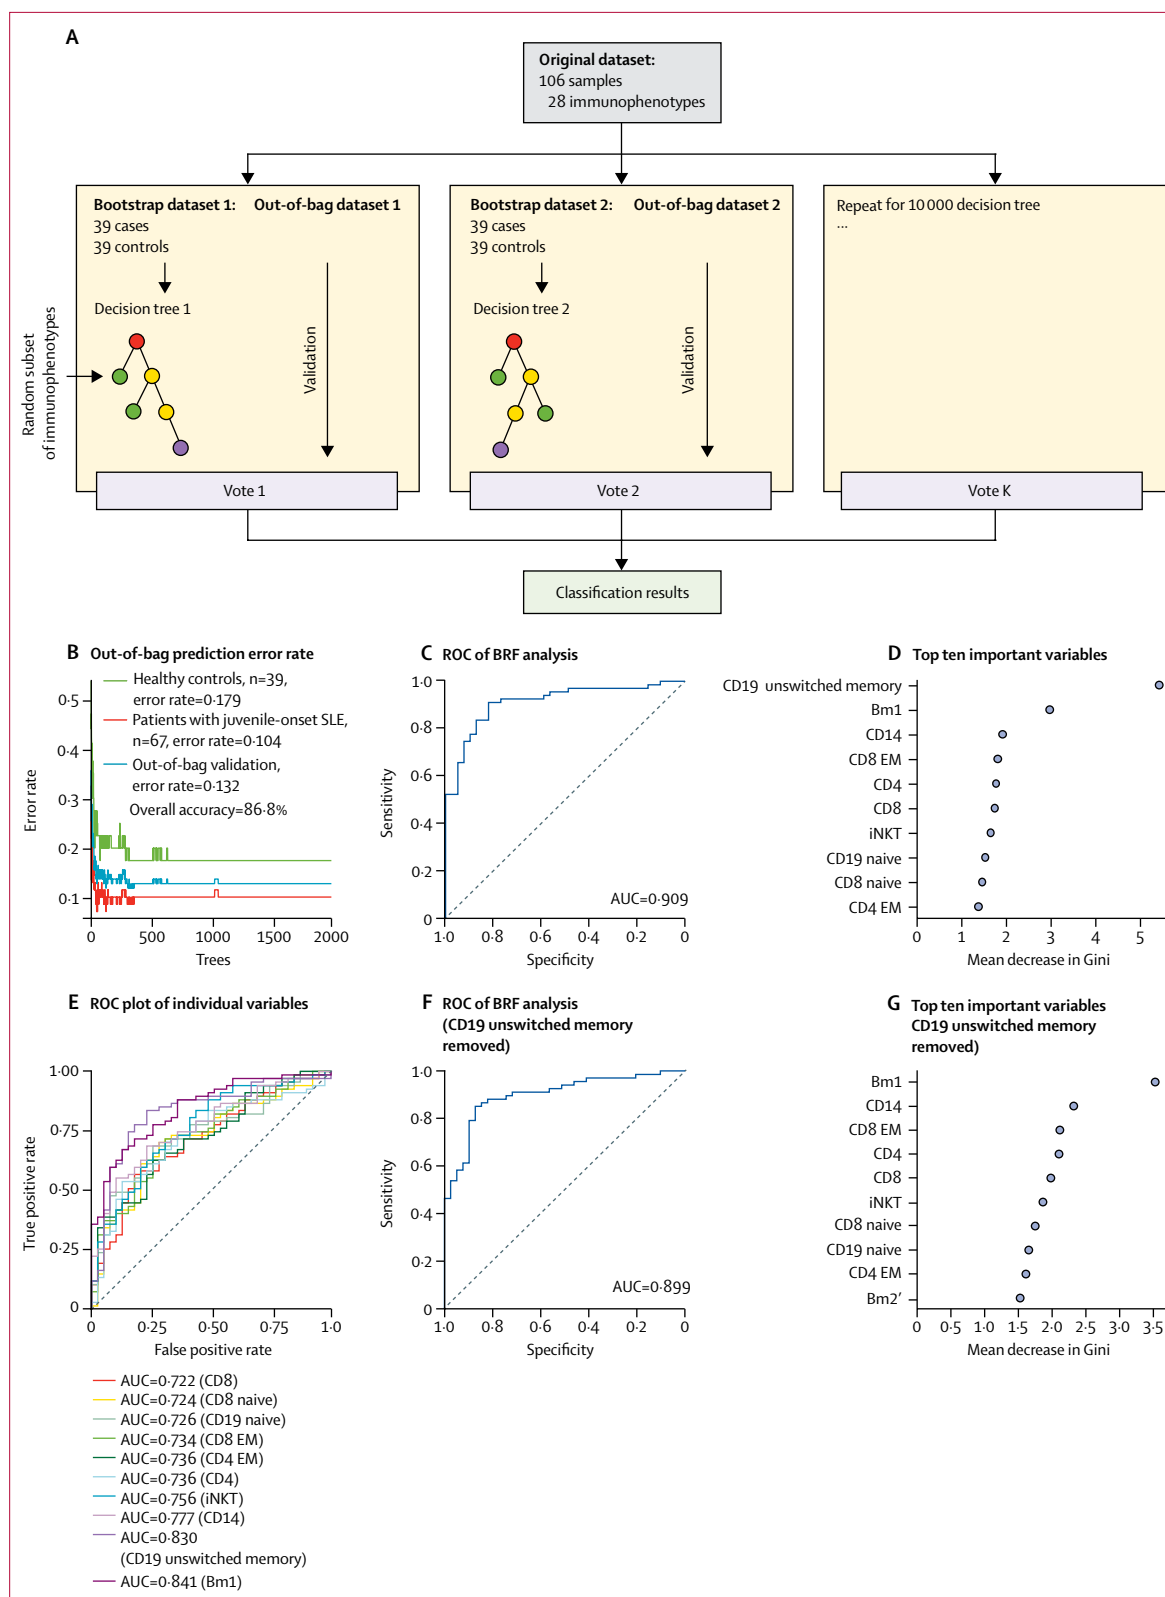 A
Original dataset:
106 samples
28 immunophenotypes
Bootstrap dataset 1:
39 cases
39 controls
Out-of-bag dataset 1
Decision tree 1
Random subset
of immunophenotypes
Validation
Vote 1
Bootstrap dataset 2:
39 cases
39 controls
Out-of-bag dataset 2
Decision tree 2
Validation
Vote 2
Repeat for 10 000 decision tree
...
Vote K
Classification results
B Out-of-bag prediction error rate
Healthy controls, n=39,
error rate=0·179
Patients with juvenile-onset SLE,
n=67, error rate=0·104
Out-of-bag validation,
error rate=0·132
Overall accuracy=86·8%
Error rate
0·5
0·4
0·3
0·2
0·1
0 500 1000 1500 2000
Trees
C ROC of BRF analysis
Sensitivity
1·0
0·8
0·6
0·4
0·2
0
AUC=0·909
1·0 0·8 0·6 0·4 0·2 0
Specificity
D Top ten important variables
CD19 unswitched memory
Bm1
CD14
CD8 EM
CD4
CD8
iNKT
CD19 naive
CD8 naive
CD4 EM
0 1 2 3 4 5
Mean decrease in Gini
E ROC plot of individual variables
True positive rate
1·00
0·75
0·50
0·25
0
0 0·25 0·50 0·75 1·0
False positive rate
AUC=0·722 (CD8)
AUC=0·724 (CD8 naive)
AUC=0·726 (CD19 naive)
AUC=0·734 (CD8 EM)
AUC=0·736 (CD4 EM)
AUC=0·736 (CD4)
AUC=0·756 (iNKT)
AUC=0·777 (CD14)
AUC=0·830
(CD19 unswitched memory)
AUC=0·841 (Bm1)
F ROC of BRF analysis
(CD19 unswitched memory
removed)
Sensitivity
1·0
0·8
0·6
0·4
0·2
0
AUC=0·899
1·0 0·8 0·6 0·4 0·2 0
Specificity
G Top ten important variables
CD19 unswitched memory
removed)
Bm1
CD14
CD8 EM
CD4
CD8
iNKT
CD8 naive
CD19 naive
CD4 EM
Bm2′
0 0·5 1·0 1·5 2·0 2·5 3·0 3·5
Mean decrease in Gini